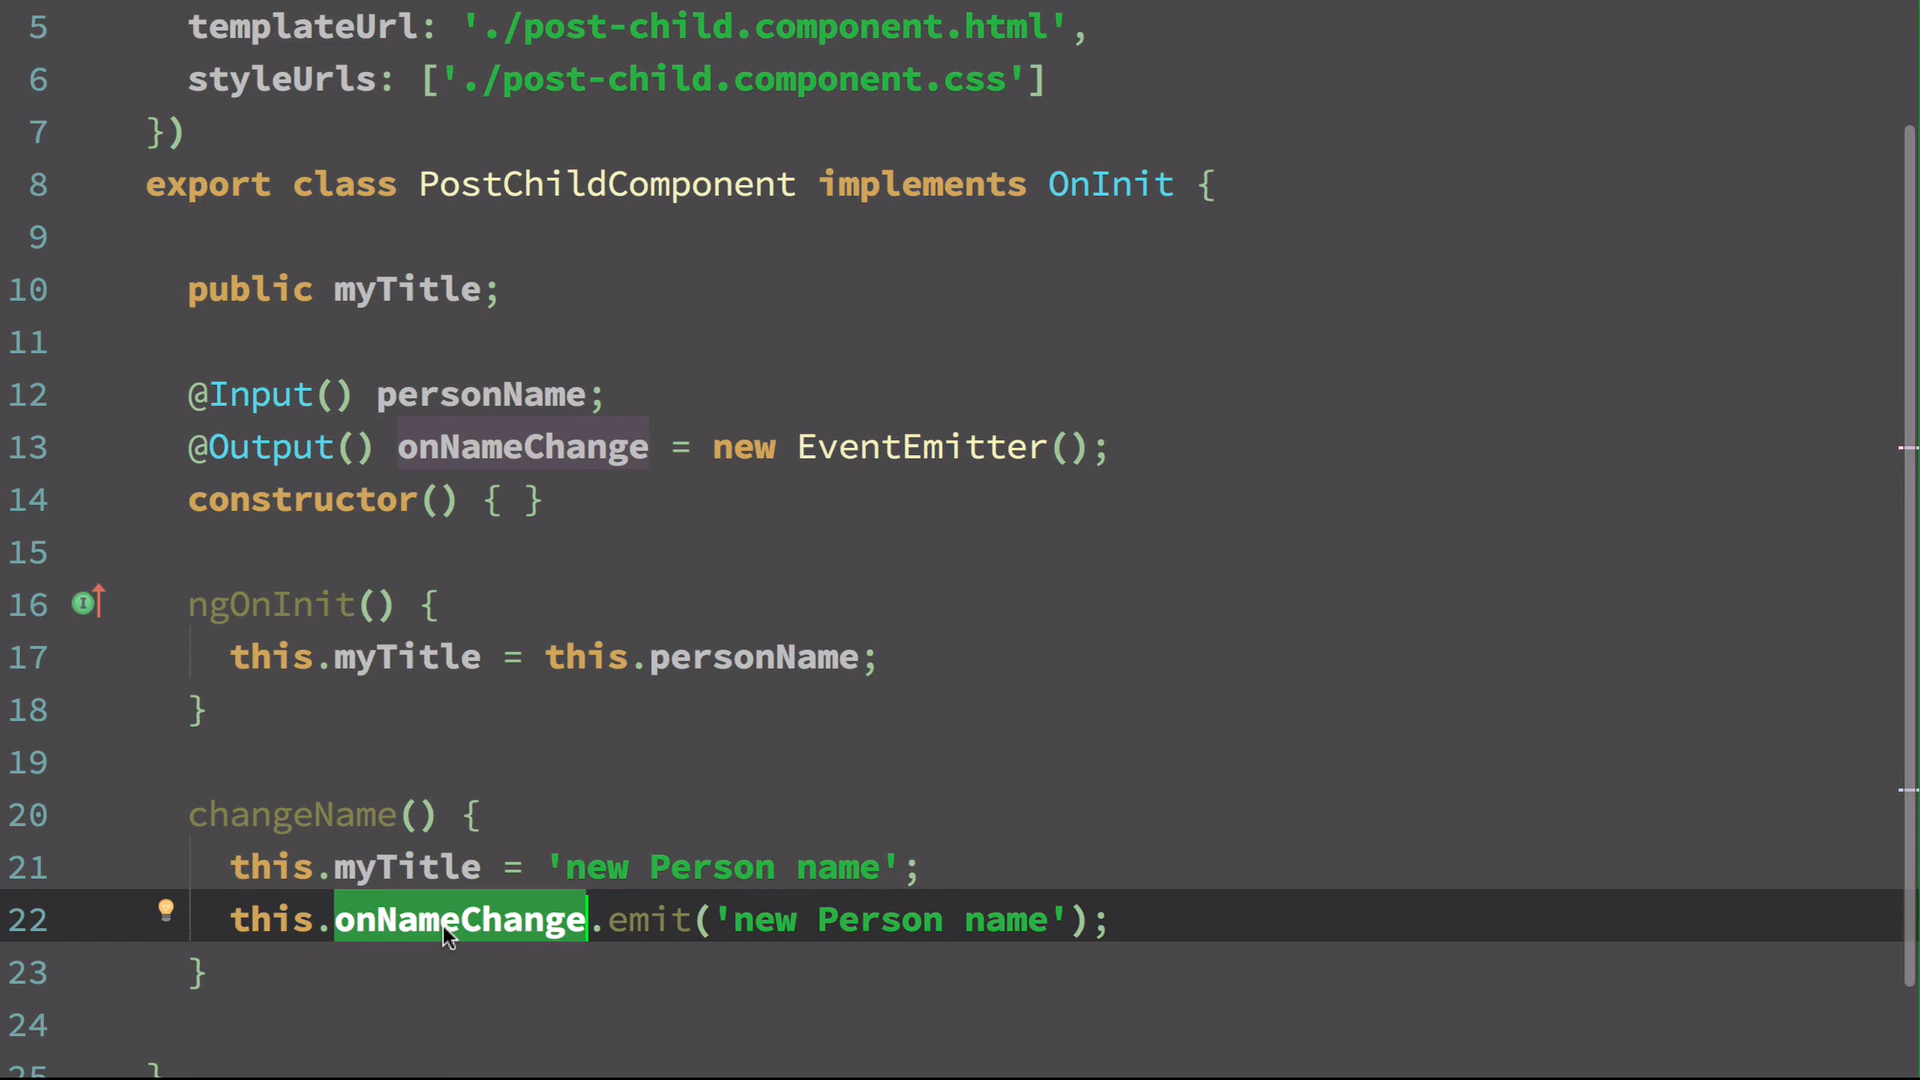 5 templateUrl: './post-child.component.html',
6 styleUrls: ['./post-child.component.css']
7 })
8 export class PostChildComponent implements OnInit {
9
10 public myTitle;
11
12 @Input() personName;
13 @Output() onNameChange = new EventEmitter();
14 constructor() { }
15
16 I ngOnInit() {
17 this.myTitle = this.personName;
18 }
19
20 changeName() {
21 this.myTitle = 'new Person name';
22 this.onNameChange.emit('new Person name');
23 }
24
25 }